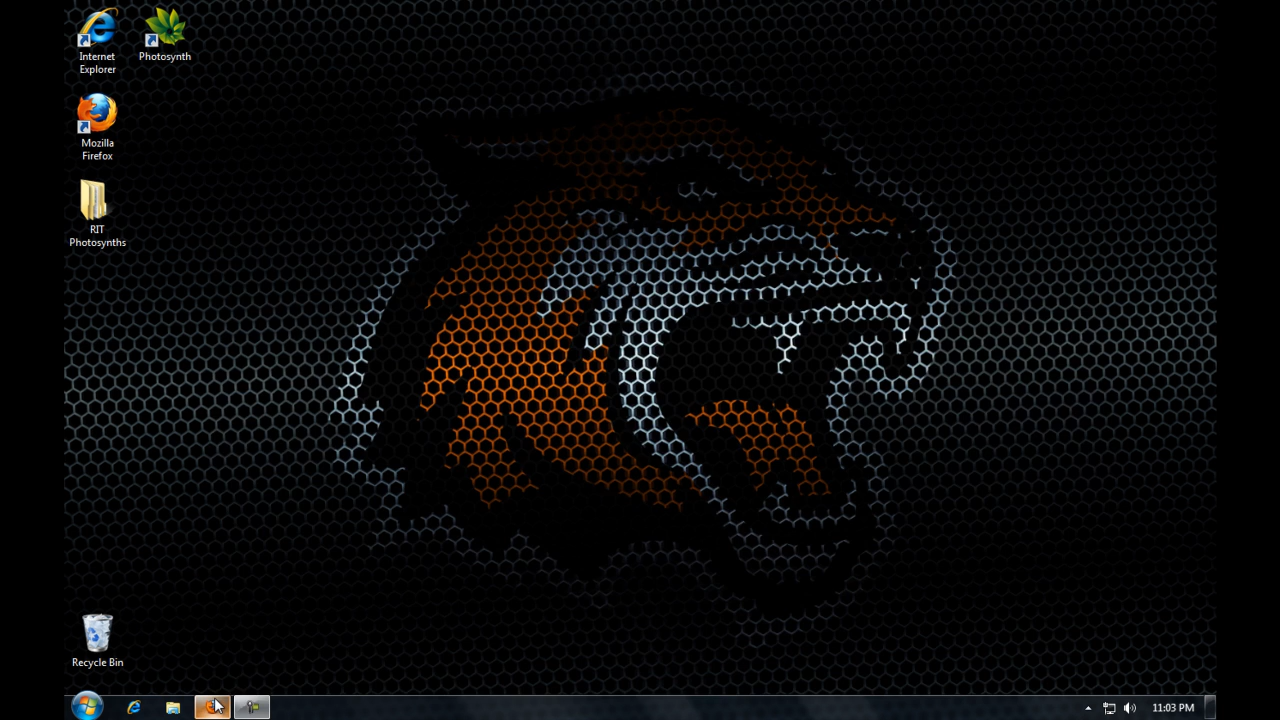 Internet
Explorer
Photosynth
Mozilla
Firefox
RIT
Photosynths
Recycle Bin
11:03 PM